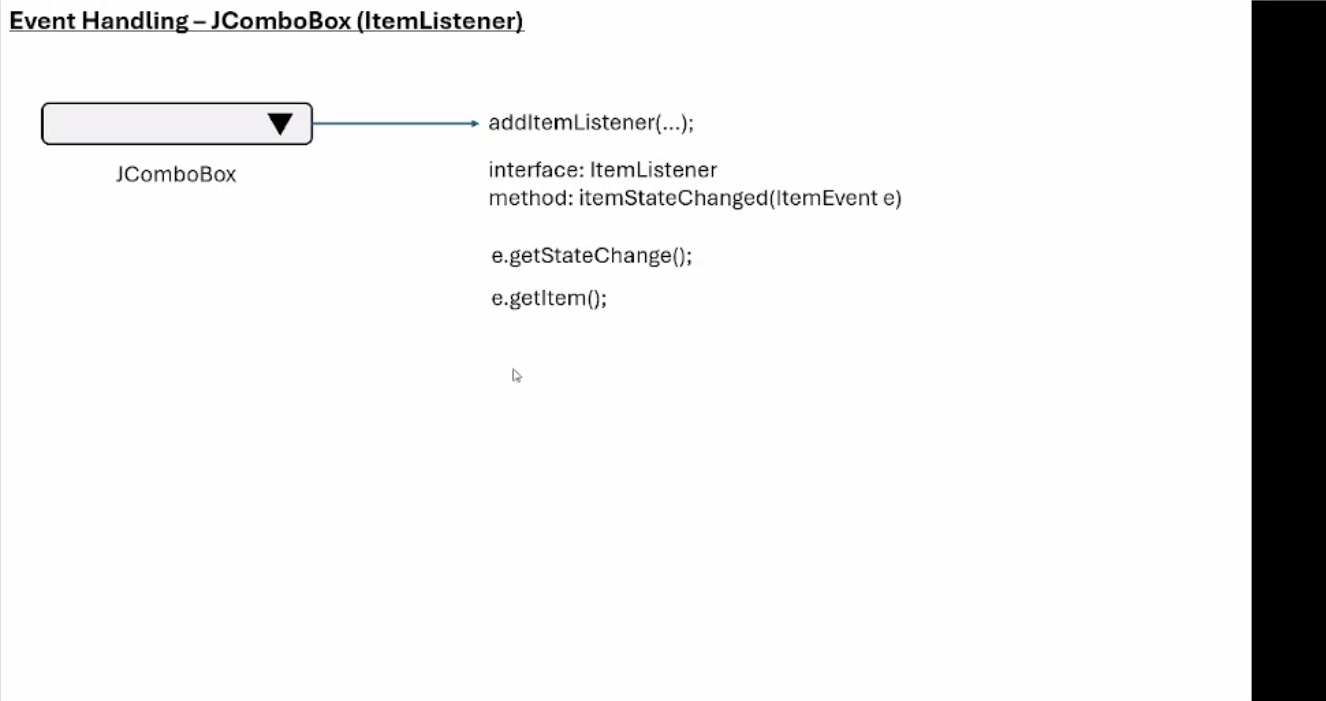 Event Handling – JComboBox (ItemListener)
addItemListener(...);
JComboBox
interface: ItemListener
method: itemStateChanged(ItemEvent e)
e.getStateChange();
e.getItem();